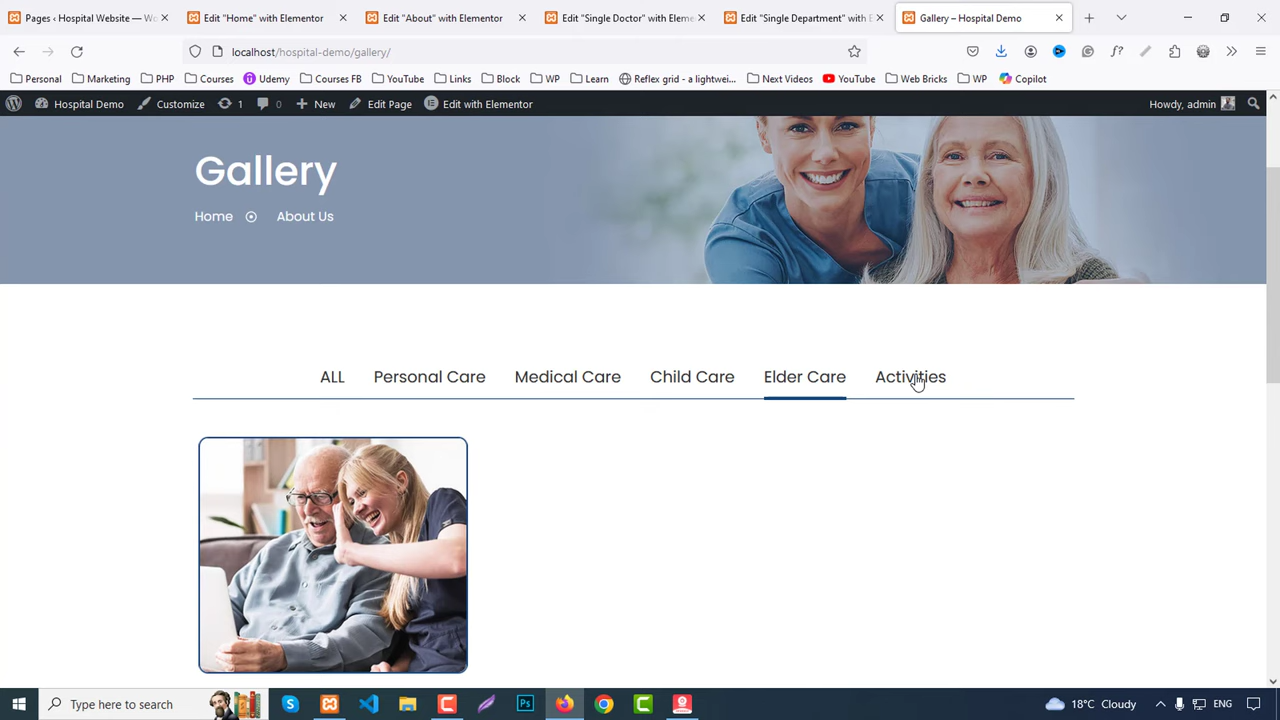 Pages ‹ Hospital Website — Wo
Edit "Home" with Elementor
Edit "About" with Elementor
Edit "Single Doctor" with Eleme
Edit "Single Department" with E
Gallery – Hospital Demo
localhost/hospital-demo/gallery/
Personal
Marketing
PHP
Courses
Udemy
Courses FB
YouTube
Links
Block
WP
Learn
Reflex grid - a lightwei...
Next Videos
YouTube
Web Bricks
WP
Copilot
Hospital Demo
Customize
1
0
New
Edit Page
Edit with Elementor
Howdy, admin
Gallery
Home
About Us
ALL
Personal Care
Medical Care
Child Care
Elder Care
Activities
Type here to search
18°C Cloudy
ENG